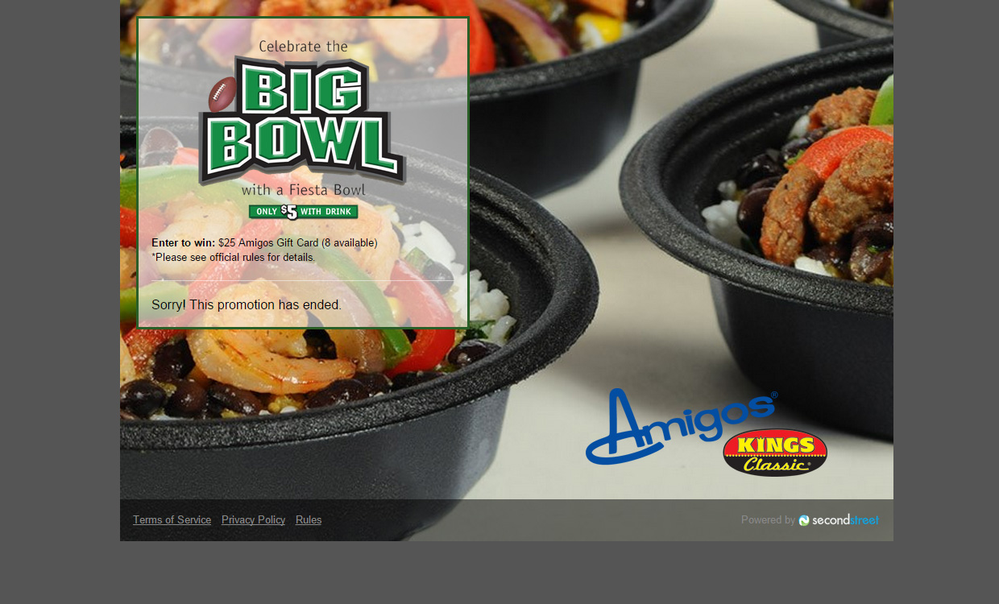 Celebrate the
BIG
BOWL
with a Fiesta Bowl
ONLY $5 WITH DRINK
Enter to win: $25 Amigos Gift Card (8 available)
*Please see official rules for details.
Sorry! This promotion has ended.
Amigos®
KINGS
Classic®
Terms of Service Privacy Policy Rules
Powered by secondstreet